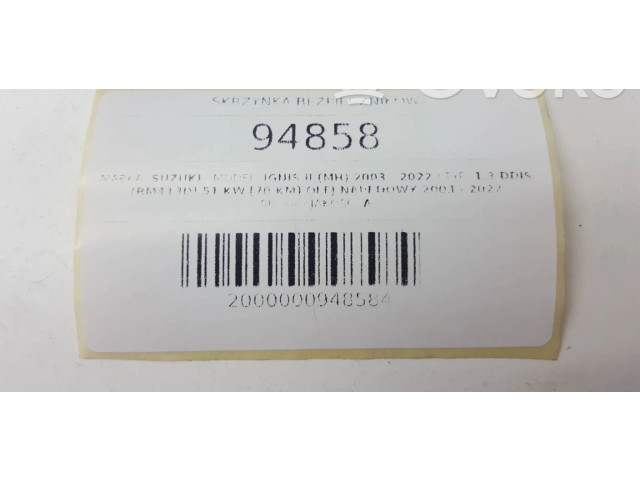 SKRZYNKA BEZPIECZNIKÓW
94858
MARKA: SUZUKI, MODEL: IGNIS II (MH) 2003 - 2022 TYP: 1.3 DDIS
(RM413D) 51 KW [70 KM] OLEJ NAPĘDOWY 2003 - 2022
JAKOŚĆ: A
2000000948584